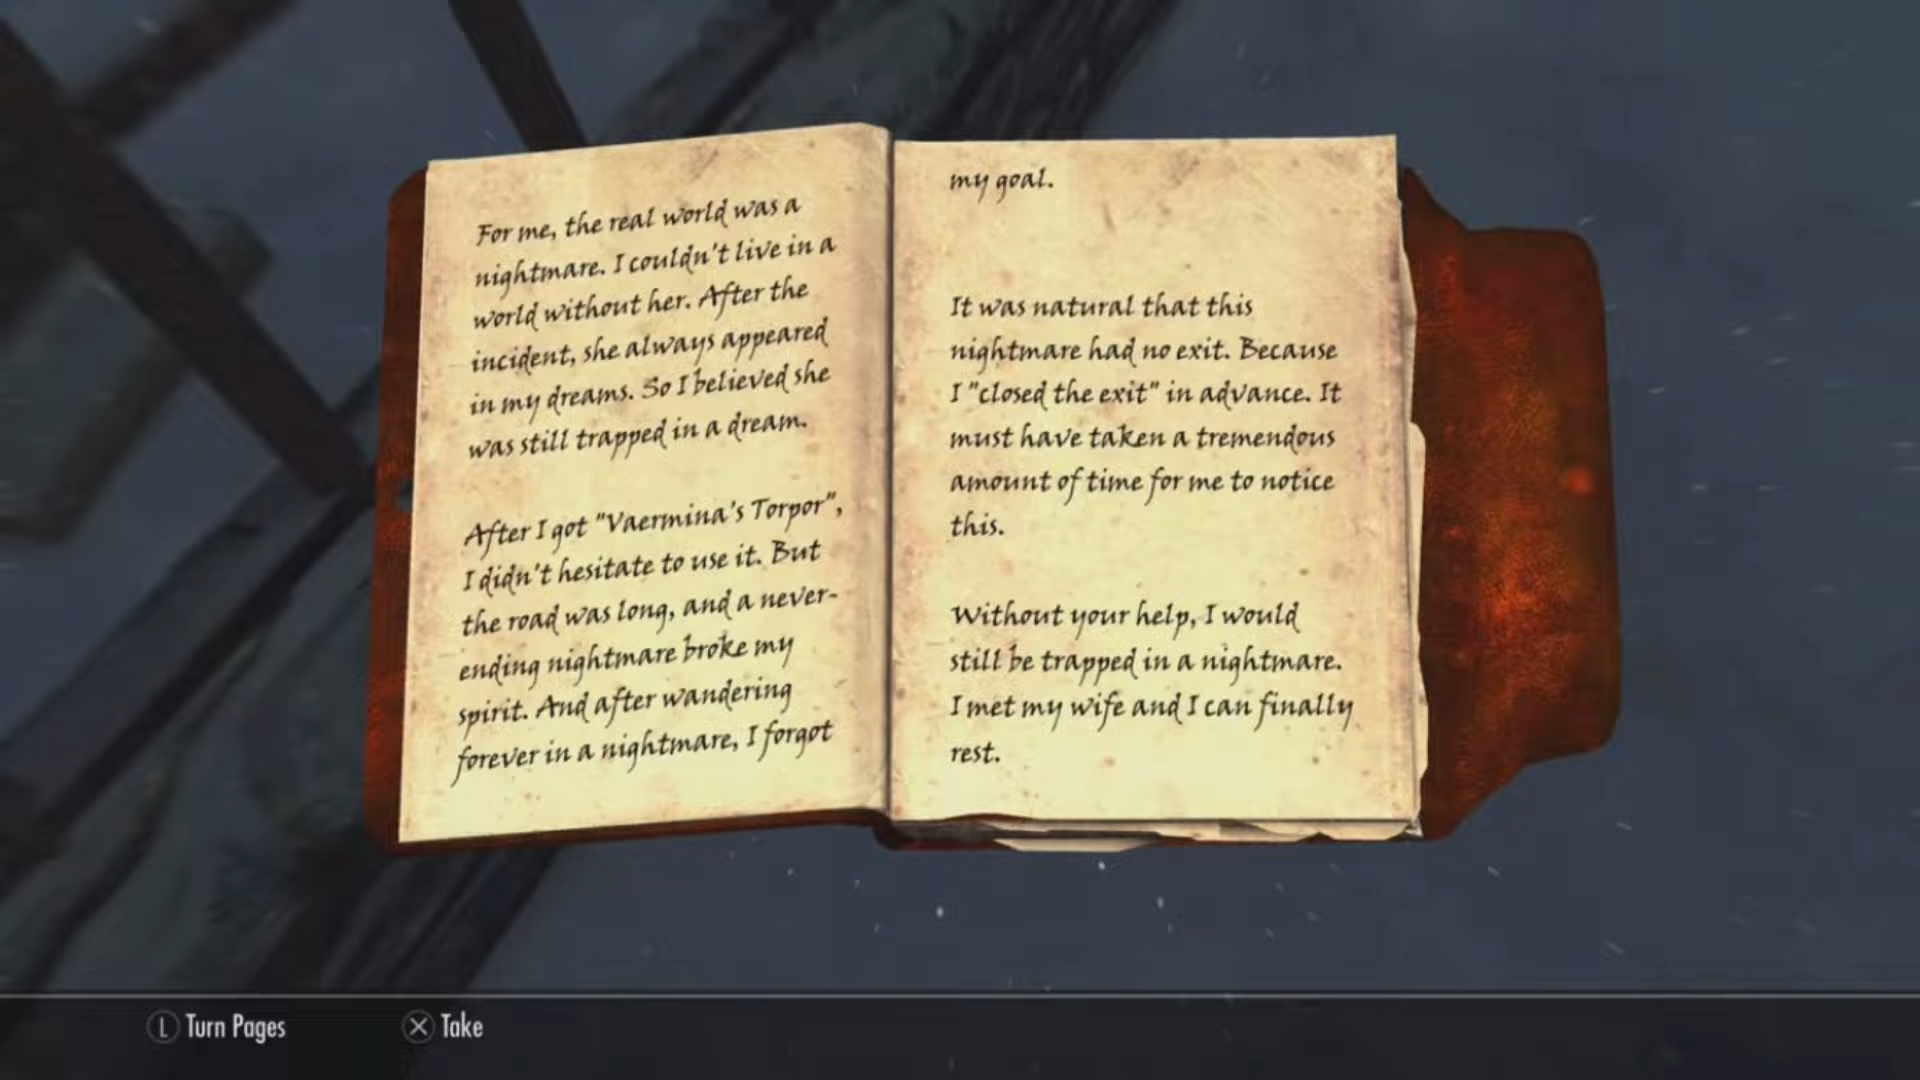 For me, the real world was a
nightmare. I couldn't live in a
world without her. After the
incident, she always appeared
in my dreams. So I believed she
was still trapped in a dream.
After I got "Vaermina's Torpor",
I didn't hesitate to use it. But
the road was long, and a never-
ending nightmare broke my
spirit. And after wandering
forever in a nightmare, I forgot
my goal.
It was natural that this
nightmare had no exit. Because
I "closed the exit" in advance. It
must have taken a tremendous
amount of time for me to notice
this.
Without your help, I would
still be trapped in a nightmare.
I met my wife and I can finally
rest.
L Turn Pages
X Take